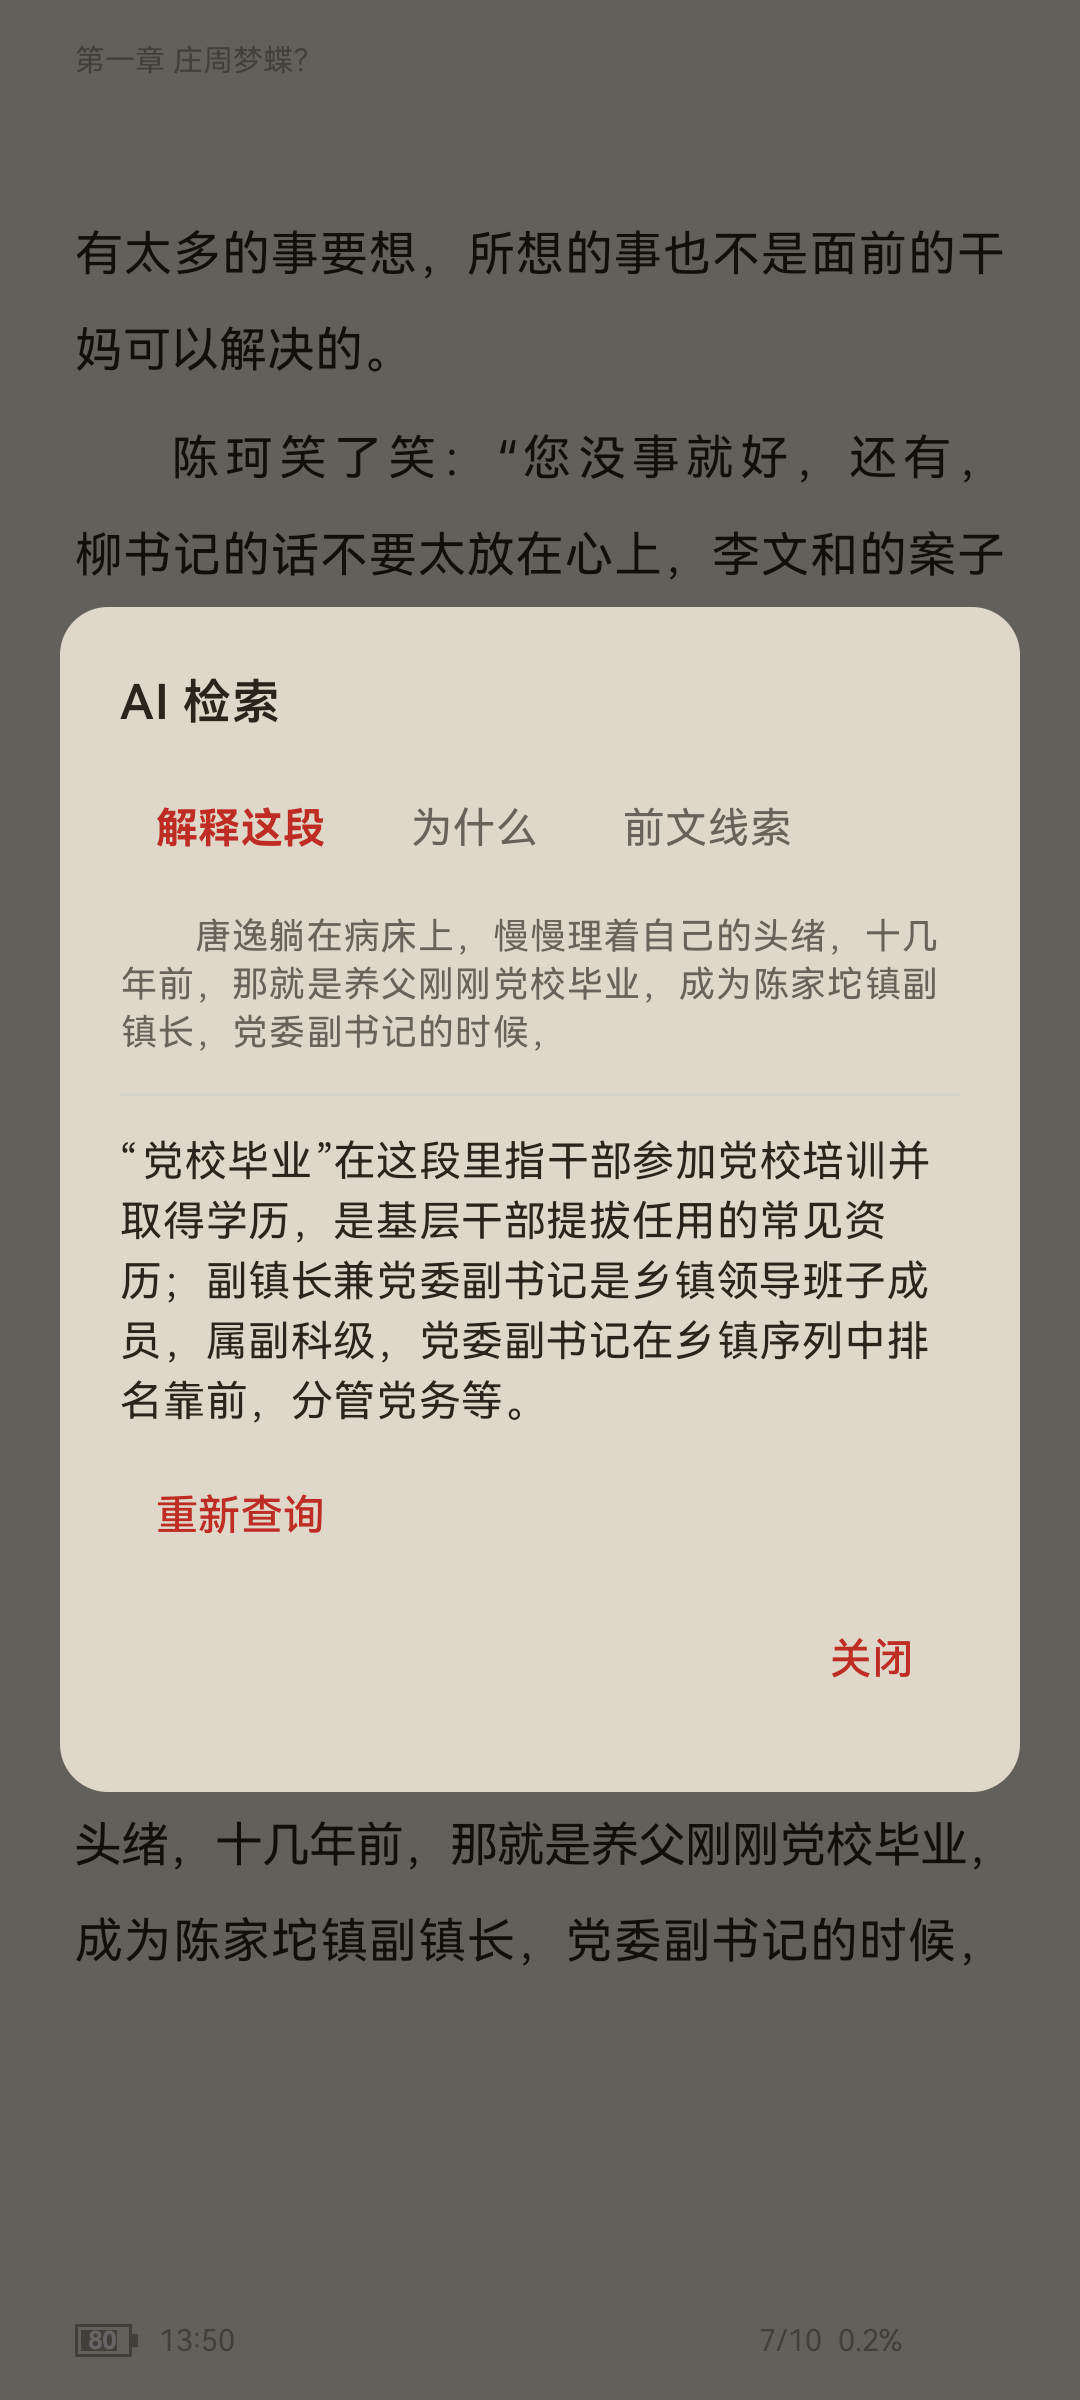 第一章 庄周梦蝶？
有太多的事要想，所想的事也不是面前的干
妈可以解决的。
陈珂笑了笑：“您没事就好，还有，
柳书记的话不要太放在心上，李文和的案子
AI 检索
解释这段 为什么 前文线索
唐逸躺在病床上，慢慢理着自己的头绪，十几
年前，那就是养父刚刚党校毕业，成为陈家坨镇副
镇长，党委副书记的时候，
“党校毕业”在这段里指干部参加党校培训并
取得学历，是基层干部提拔任用的常见资
历；副镇长兼党委副书记是乡镇领导班子成
员，属副科级，党委副书记在乡镇序列中排
名靠前，分管党务等。
重新查询
关闭
头绪，十几年前，那就是养父刚刚党校毕业，
成为陈家坨镇副镇长，党委副书记的时候，
80 13:50 7/10 0.2%